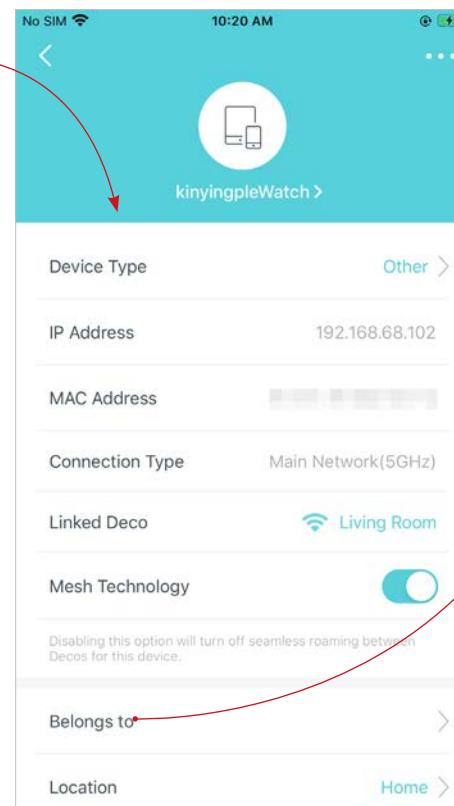 No SIM 10:20 AM
kinyingpleWatch >
Device Type Other >
IP Address 192.168.68.102
MAC Address
Connection Type Main Network(5GHz)
Linked Deco Living Room
Mesh Technology
Disabling this option will turn off seamless roaming between
Decos for this device.
Belongs to >
Location Home >